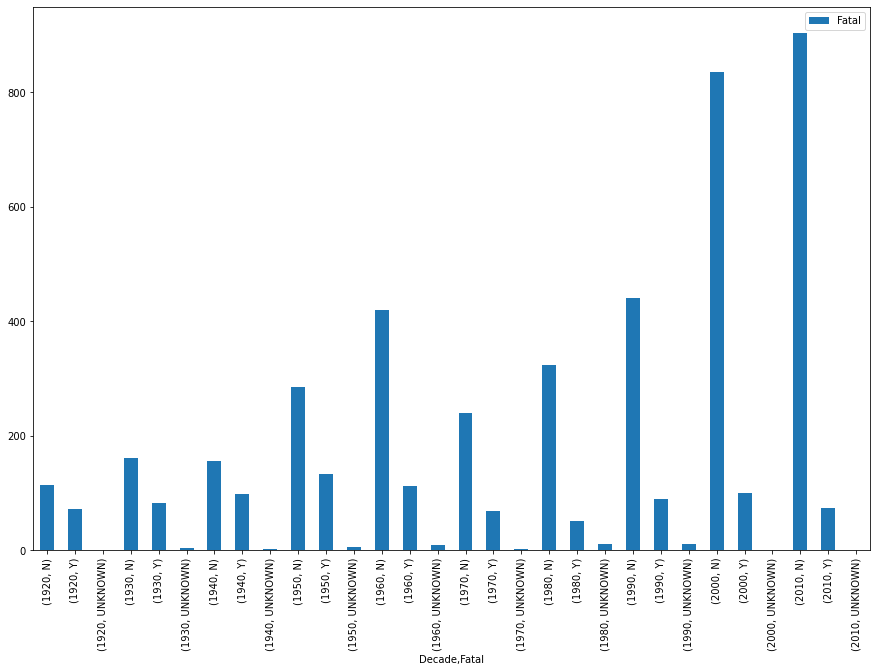 Fatal
800
600
400
200
0
(1920, N)
(1920, Y)
(1920, UNKNOWN)
(1930, N)
(1930, Y)
(1930, UNKNOWN)
(1940, N)
(1940, Y)
(1940, UNKNOWN)
(1950, N)
(1950, Y)
(1950, UNKNOWN)
(1960, N)
(1960, Y)
(1960, UNKNOWN)
(1970, N)
(1970, Y)
(1970, UNKNOWN)
(1980, N)
(1980, Y)
(1980, UNKNOWN)
(1990, N)
(1990, Y)
(1990, UNKNOWN)
(2000, N)
(2000, Y)
(2000, UNKNOWN)
(2010, N)
(2010, Y)
(2010, UNKNOWN)
Decade,Fatal